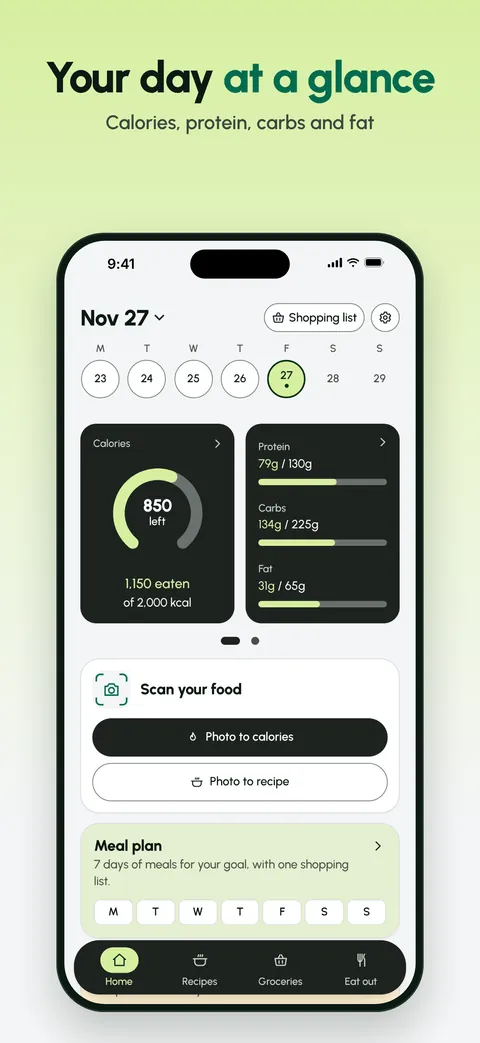 Your day at a glance
Calories, protein, carbs and fat
9:41
Nov 27
Shopping list
M T W T F S S
23 24 25 26 27 28 29
Calories
850
left
1,150 eaten
of 2,000 kcal
Protein
79g / 130g
Carbs
134g / 225g
Fat
31g / 65g
Scan your food
Photo to calories
Photo to recipe
Meal plan
7 days of meals for your goal, with one shopping
list.
M T W T F S S
Home Recipes Groceries Eat out